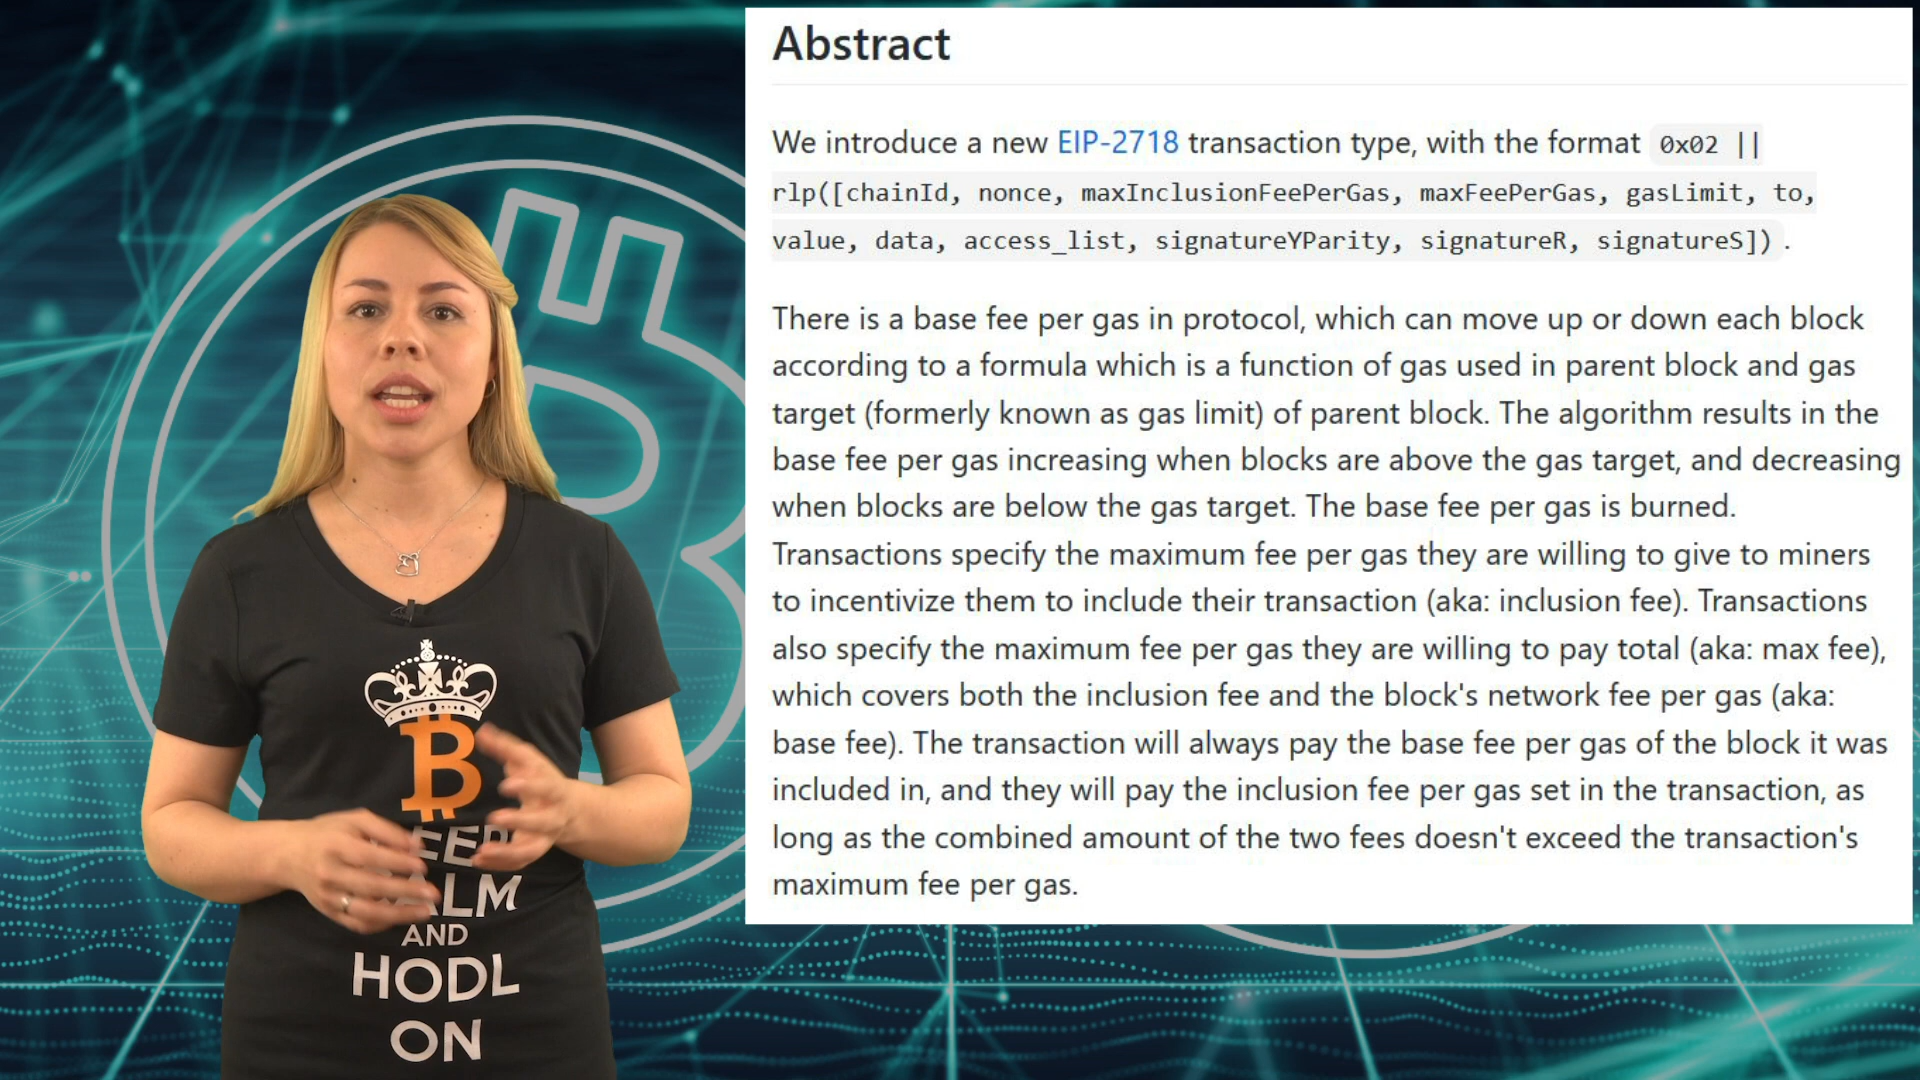 Abstract
We introduce a new EIP-2718 transaction type, with the format 0x02 ||
rlp([chainId, nonce, maxInclusionFeePerGas, maxFeePerGas, gasLimit, to,
value, data, access_list, signatureYParity, signatureR, signatureS]) .
There is a base fee per gas in protocol, which can move up or down each block
according to a formula which is a function of gas used in parent block and gas
target (formerly known as gas limit) of parent block. The algorithm results in the
base fee per gas increasing when blocks are above the gas target, and decreasing
when blocks are below the gas target. The base fee per gas is burned.
Transactions specify the maximum fee per gas they are willing to give to miners
to incentivize them to include their transaction (aka: inclusion fee). Transactions
also specify the maximum fee per gas they are willing to pay total (aka: max fee),
which covers both the inclusion fee and the block's network fee per gas (aka:
base fee). The transaction will always pay the base fee per gas of the block it was
included in, and they will pay the inclusion fee per gas set in the transaction, as
long as the combined amount of the two fees doesn't exceed the transaction's
maximum fee per gas.
AND
HODL
ON